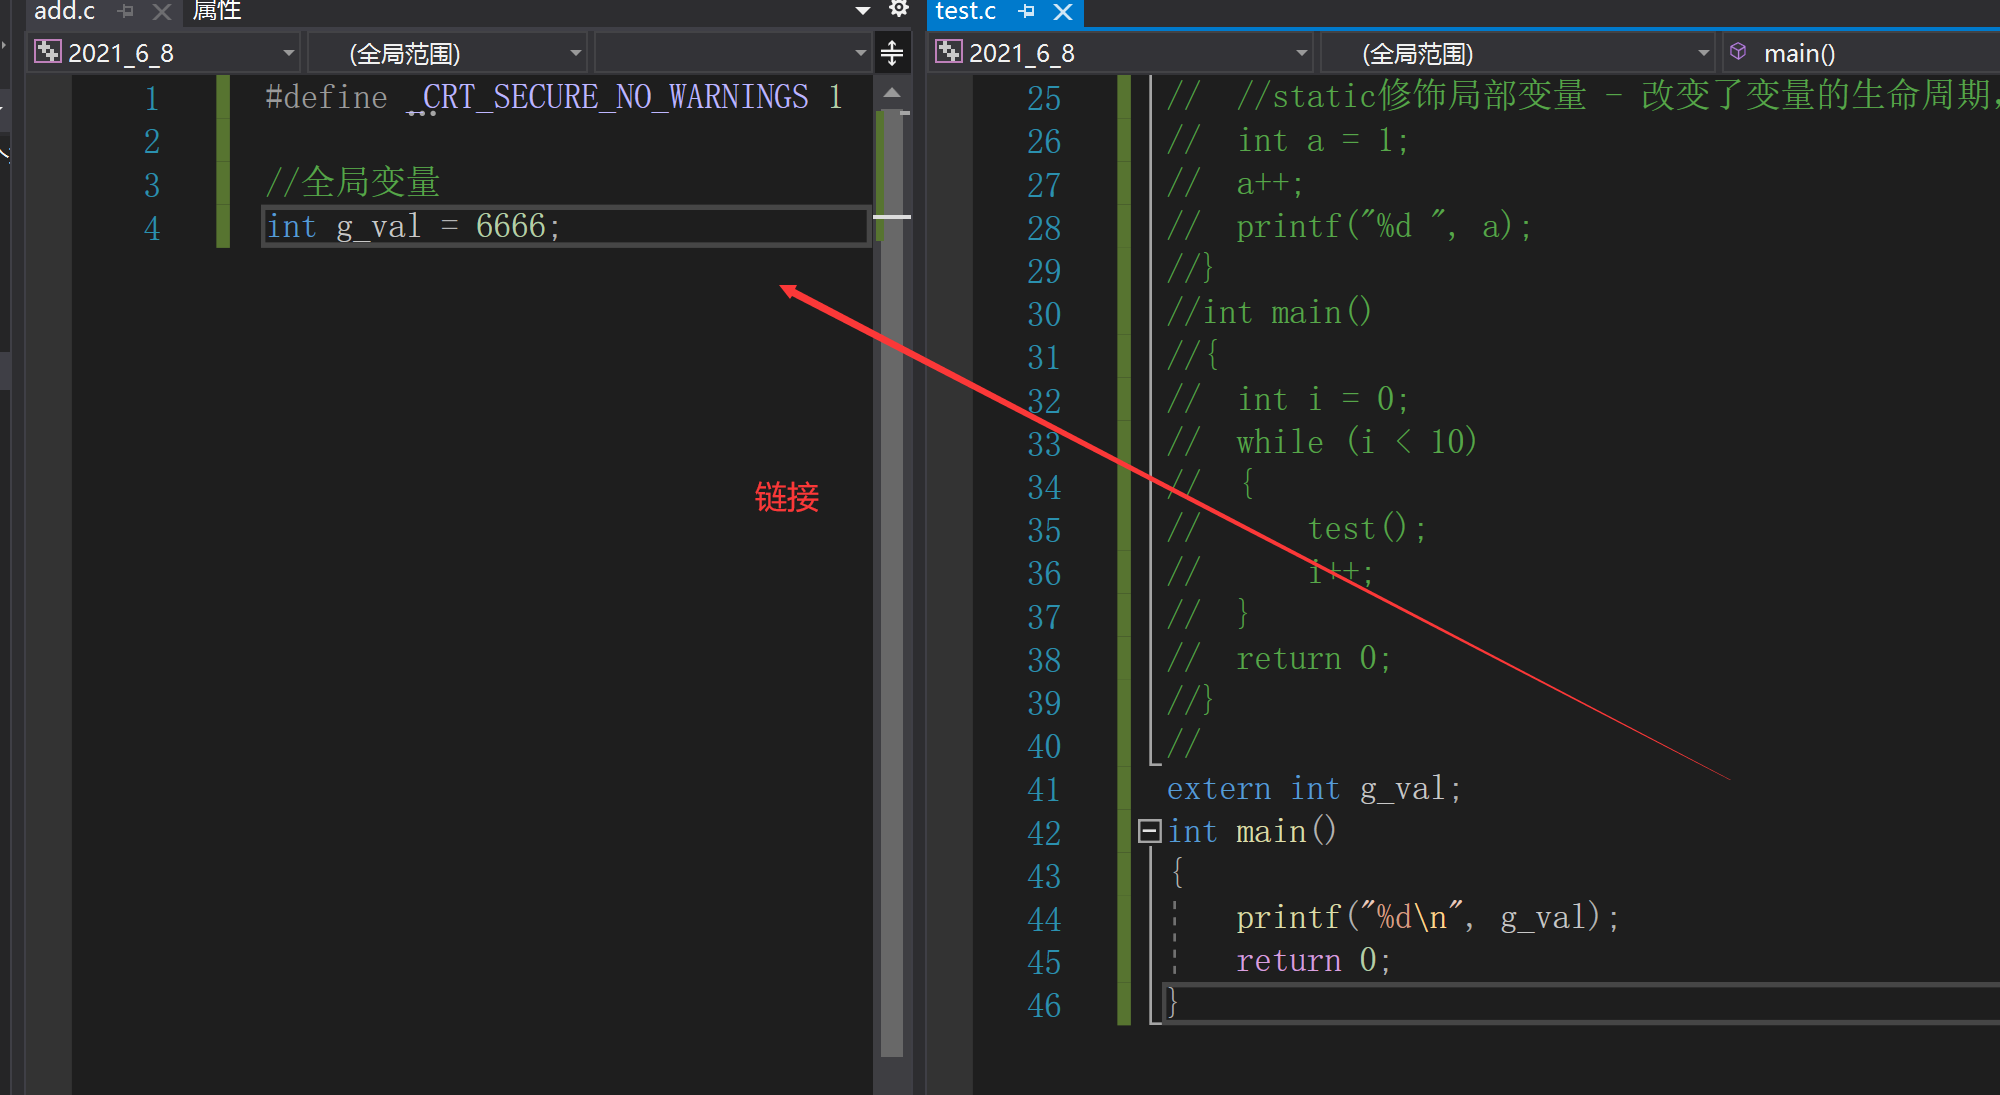 add.c 属性
2021_6_8 (全局范围)
1 #define _CRT_SECURE_NO_WARNINGS 1
2
3 //全局变量
4 int g_val = 6666;
链接
test.c
2021_6_8 (全局范围) main()
25 // //static修饰局部变量 - 改变了变量的生命周期,
26 // int a = 1;
27 // a++;
28 // printf("%d ", a);
29 //}
30 //int main()
31 //{
32 // int i = 0;
33 // while (i < 10)
34 // {
35 // test();
36 // i++;
37 // }
38 // return 0;
39 //}
40 //
41 extern int g_val;
42 int main()
43 {
44 printf("%d\n", g_val);
45 return 0;
46 }